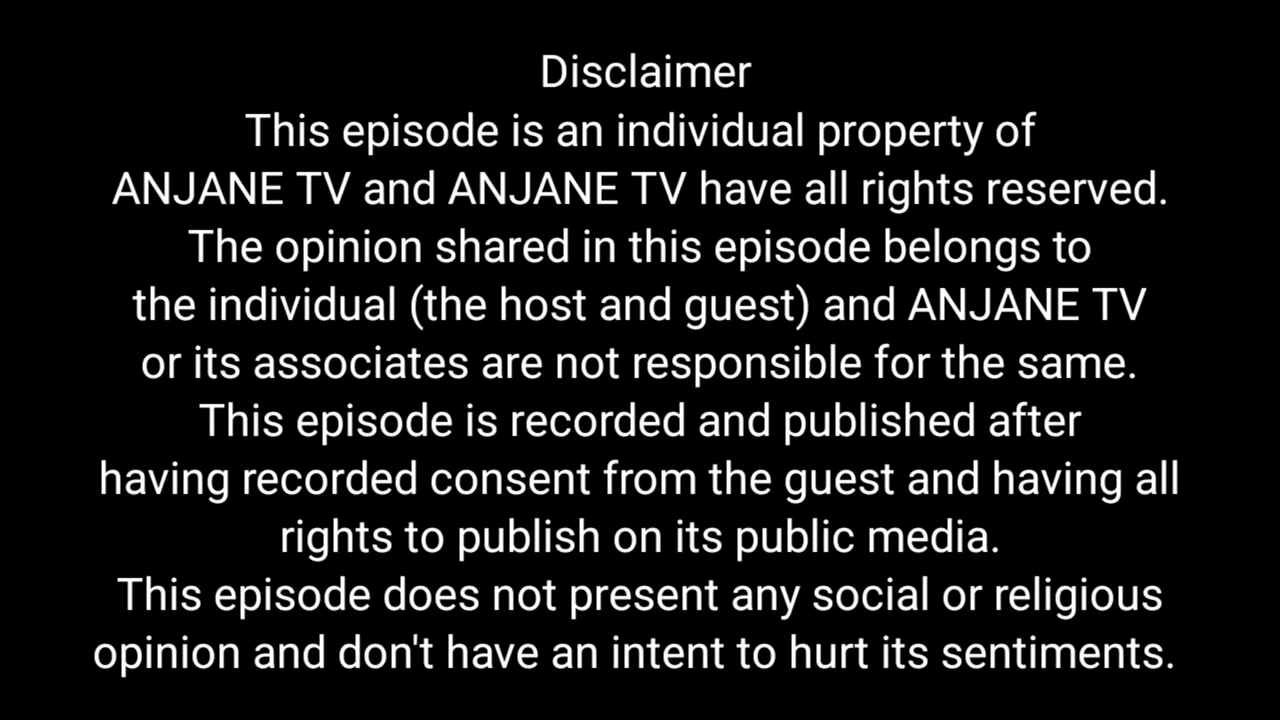 Disclaimer
This episode is an individual property of
ANJANE TV and ANJANE TV have all rights reserved.
The opinion shared in this episode belongs to
the individual (the host and guest) and ANJANE TV
or its associates are not responsible for the same.
This episode is recorded and published after
having recorded consent from the guest and having all
rights to publish on its public media.
This episode does not present any social or religious
opinion and don't have an intent to hurt its sentiments.